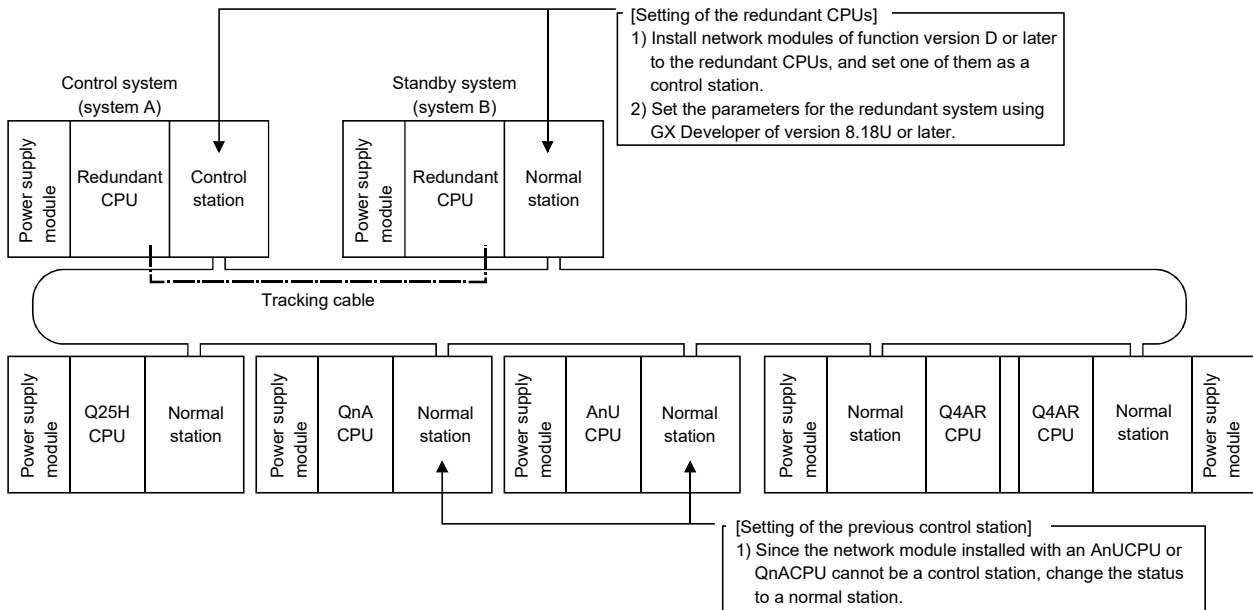 [Setting of the redundant CPUs]
1) Install network modules of function version D or later
to the redundant CPUs, and set one of them as a
control station.
2) Set the parameters for the redundant system using
GX Developer of version 8.18U or later.
Control system
(system A)
Standby system
(system B)
Power supply
module
Redundant
CPU
Control
station
Power supply
module
Redundant
CPU
Normal
station
Tracking cable
Power supply
module
Q25H
CPU
Normal
station
Power supply
module
QnA
CPU
Normal
station
Power supply
module
AnU
CPU
Normal
station
Power supply
module
Normal
station
Q4AR
CPU
Q4AR
CPU
Normal
station
Power supply
module
[Setting of the previous control station]
1) Since the network module installed with an AnUCPU or
QnACPU cannot be a control station, change the status
to a normal station.